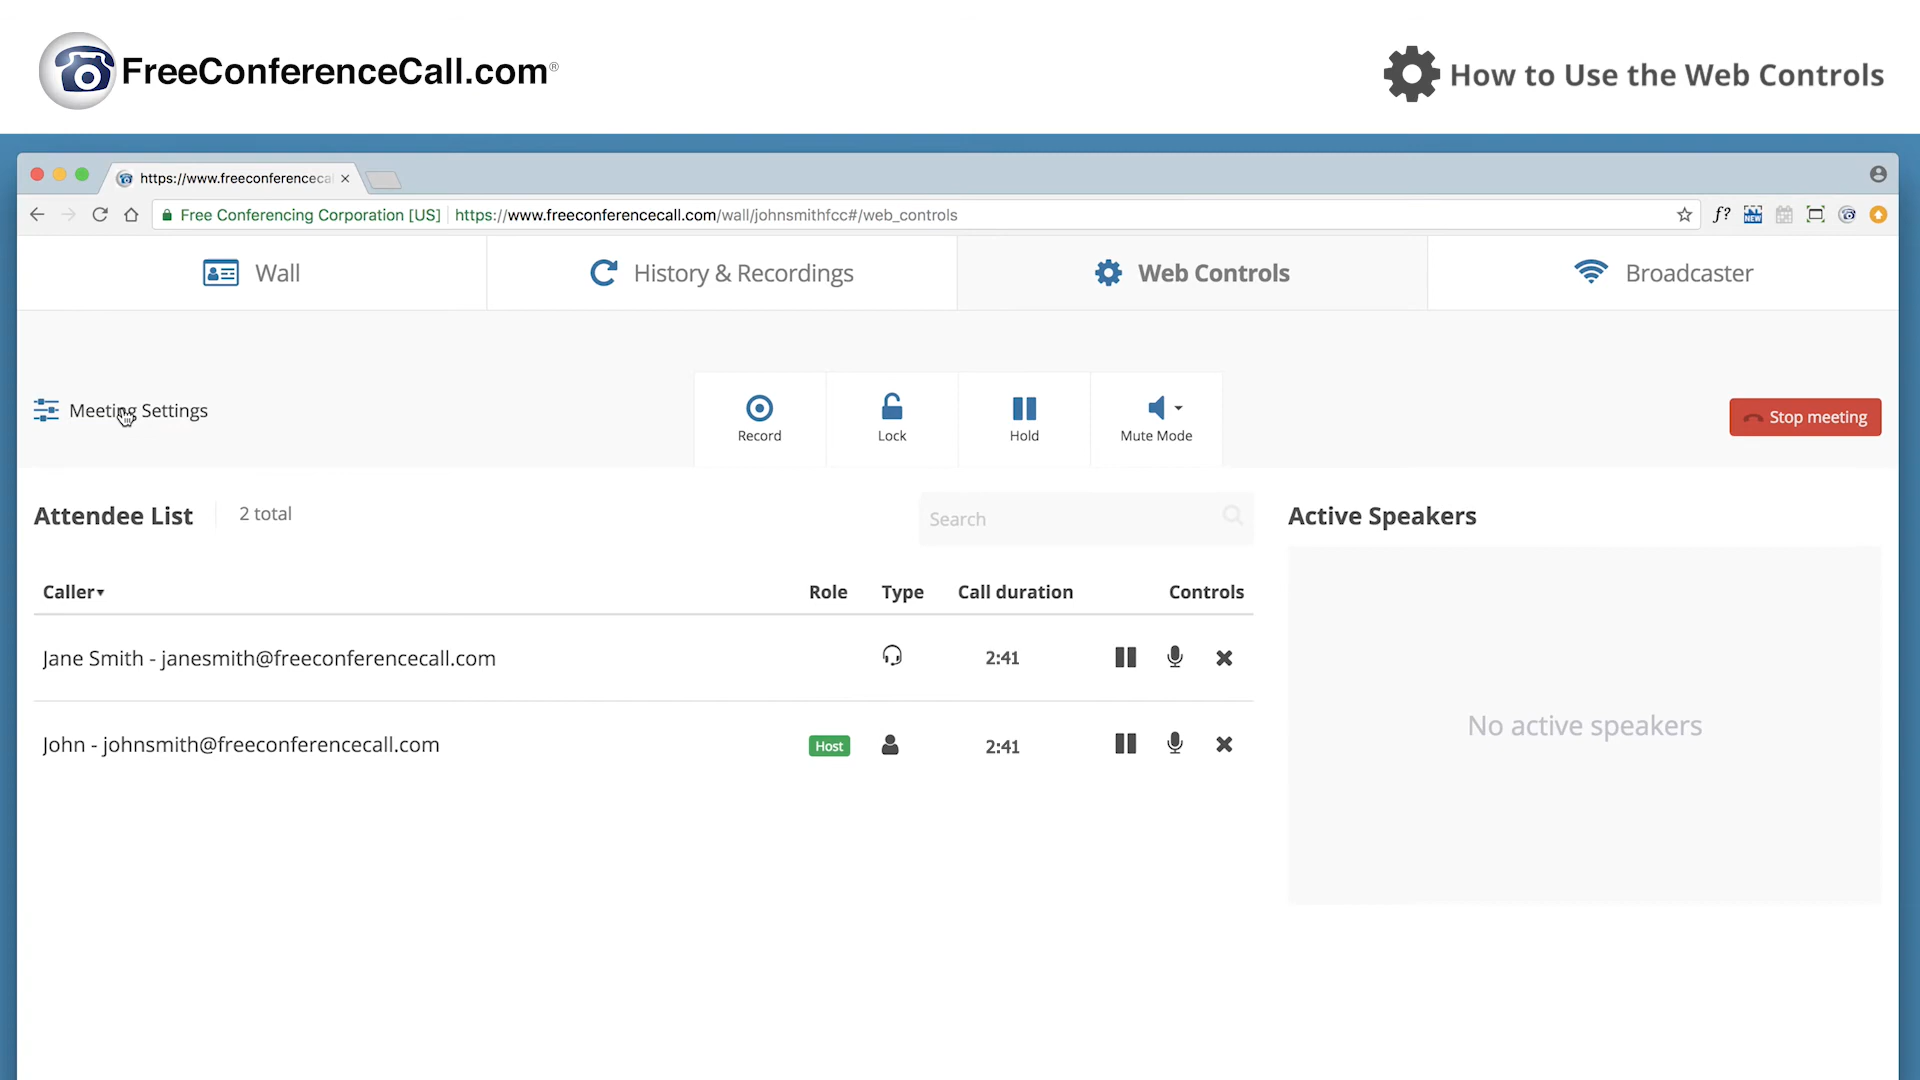 FreeConferenceCall.com®
How to Use the Web Controls
https://www.freeconferenceca
Free Conferencing Corporation [US]
https://www.freeconferencecall.com/wall/johnsmithfcc#/web_controls
f?
NEW
Wall
History & Recordings
Web Controls
Broadcaster
Meeting Settings
Record
Lock
Hold
Mute Mode
Stop meeting
Attendee List
2 total
Search
Active Speakers
Caller
Role
Type
Call duration
Controls
Jane Smith - janesmith@freeconferencecall.com
2:41
John - johnsmith@freeconferencecall.com
Host
2:41
No active speakers